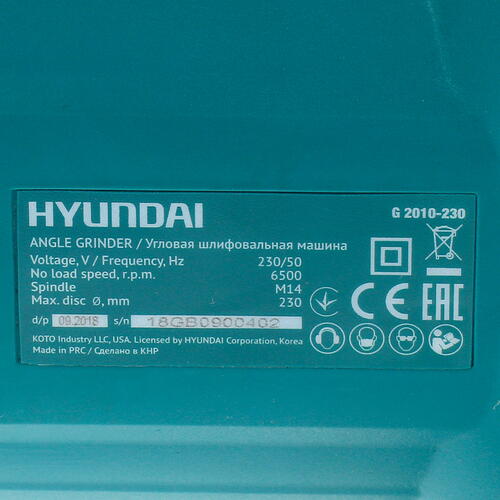 HYUNDAI
G 2010-230
ANGLE GRINDER / Угловая шлифовальная машина
Voltage, V / Frequency, Hz 230/50
No load speed, r.p.m. 6500
Spindle M14
Max. disc ø, mm 230
d/p 09.2018 s/n 18GB0900402
KOTO Industry LLC, USA. Licensed by HYUNDAI Corporation, Korea
Made in PRC / Сделано в КНР
CE EAC